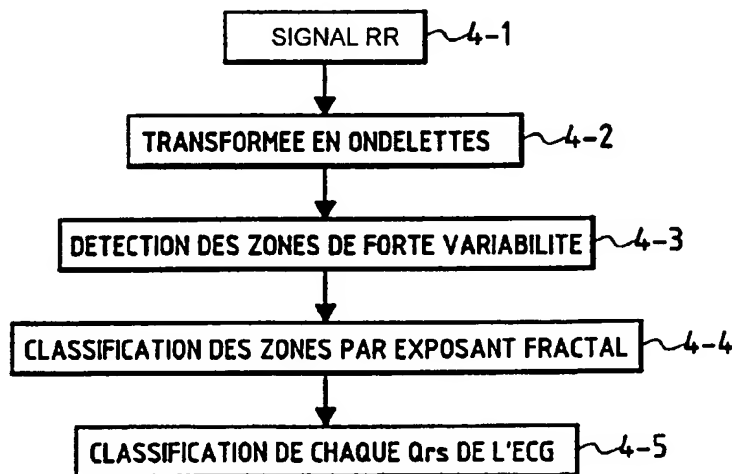 SIGNAL RR 4-1
TRANSFORMEE EN ONDELETTES 4-2
DETECTION DES ZONES DE FORTE VARIABILITE 4-3
CLASSIFICATION DES ZONES PAR EXPOSANT FRACTAL 4-4
CLASSIFICATION DE CHAQUE Qrs DE L'ECG 4-5